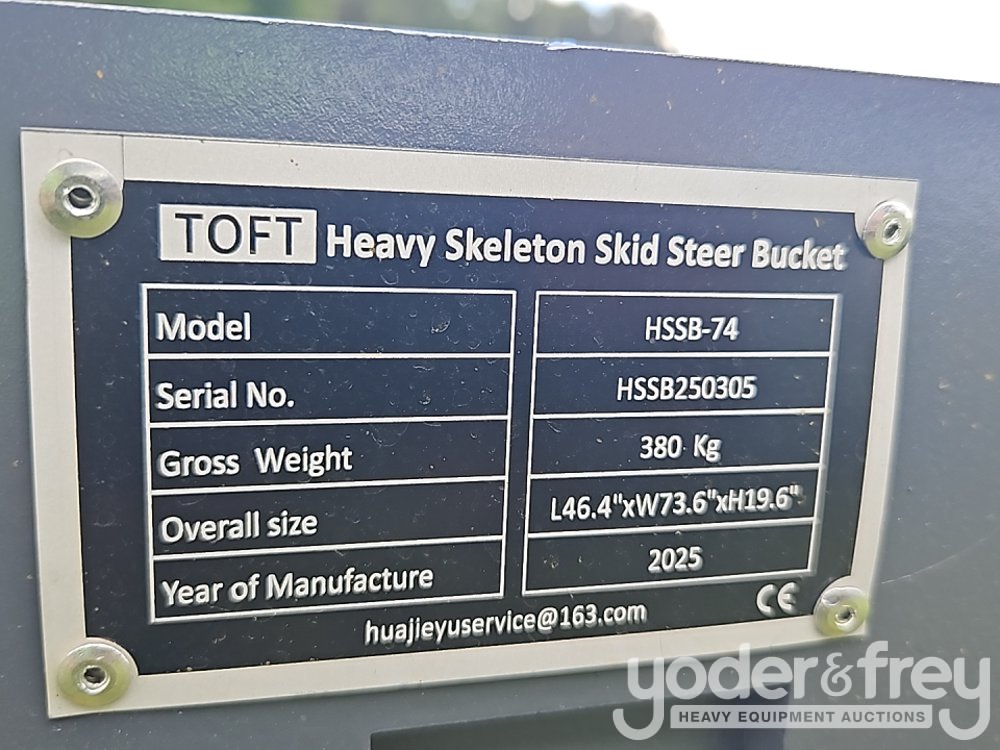 TOFT Heavy Skeleton Skid Steer Bucket
Model HSSB-74
Serial No. HSSB250305
Gross Weight 380 Kg
Overall size L46.4"xW73.6"xH19.6"
Year of Manufacture 2025
huajieyuservice@163.com CE
yoder&frey
HEAVY EQUIPMENT AUCTIONS